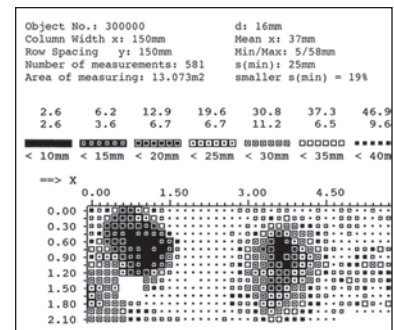 Object No.: 300000 d: 16mm
Column Width x: 150mm Mean x: 37mm
Row Spacing y: 150mm Min/Max: 5/58mm
Number of measurements: 581 s(min): 25mm
Area of measuring: 13.073m2 smaller s(min) = 19%
2.6 6.2 12.9 19.6 30.8 37.3 46.9
2.6 3.6 6.7 6.7 11.2 6.5 9.6
< 10mm < 15mm < 20mm < 25mm < 30mm < 35mm < 40m
==> X
0.00 1.50 3.00 4.50
0.00
0.30
0.60
0.90
1.20
1.50
1.80
2.10